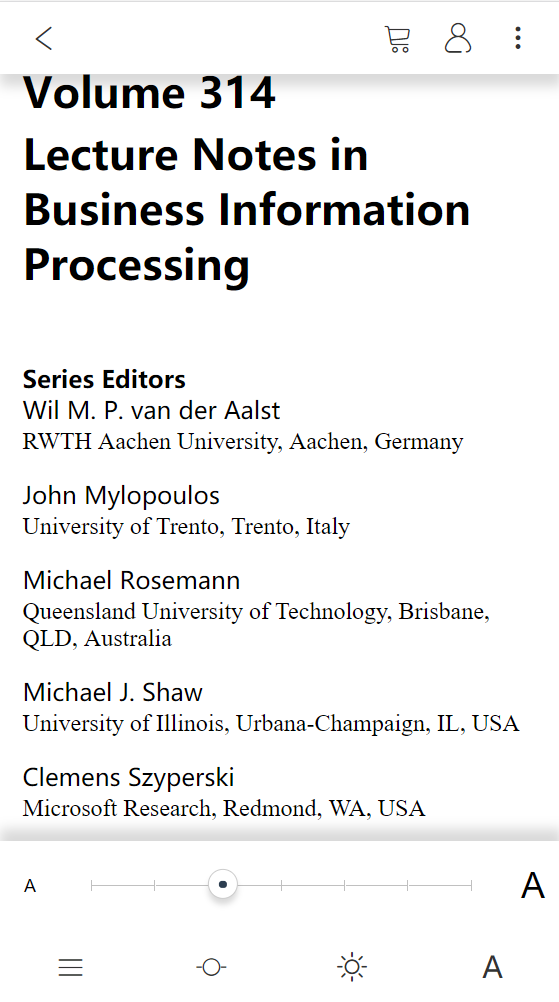 Volume 314
Lecture Notes in
Business Information
Processing
Series Editors
Wil M. P. van der Aalst
RWTH Aachen University, Aachen, Germany
John Mylopoulos
University of Trento, Trento, Italy
Michael Rosemann
Queensland University of Technology, Brisbane,
QLD, Australia
Michael J. Shaw
University of Illinois, Urbana-Champaign, IL, USA
Clemens Szyperski
Microsoft Research, Redmond, WA, USA
A A
A